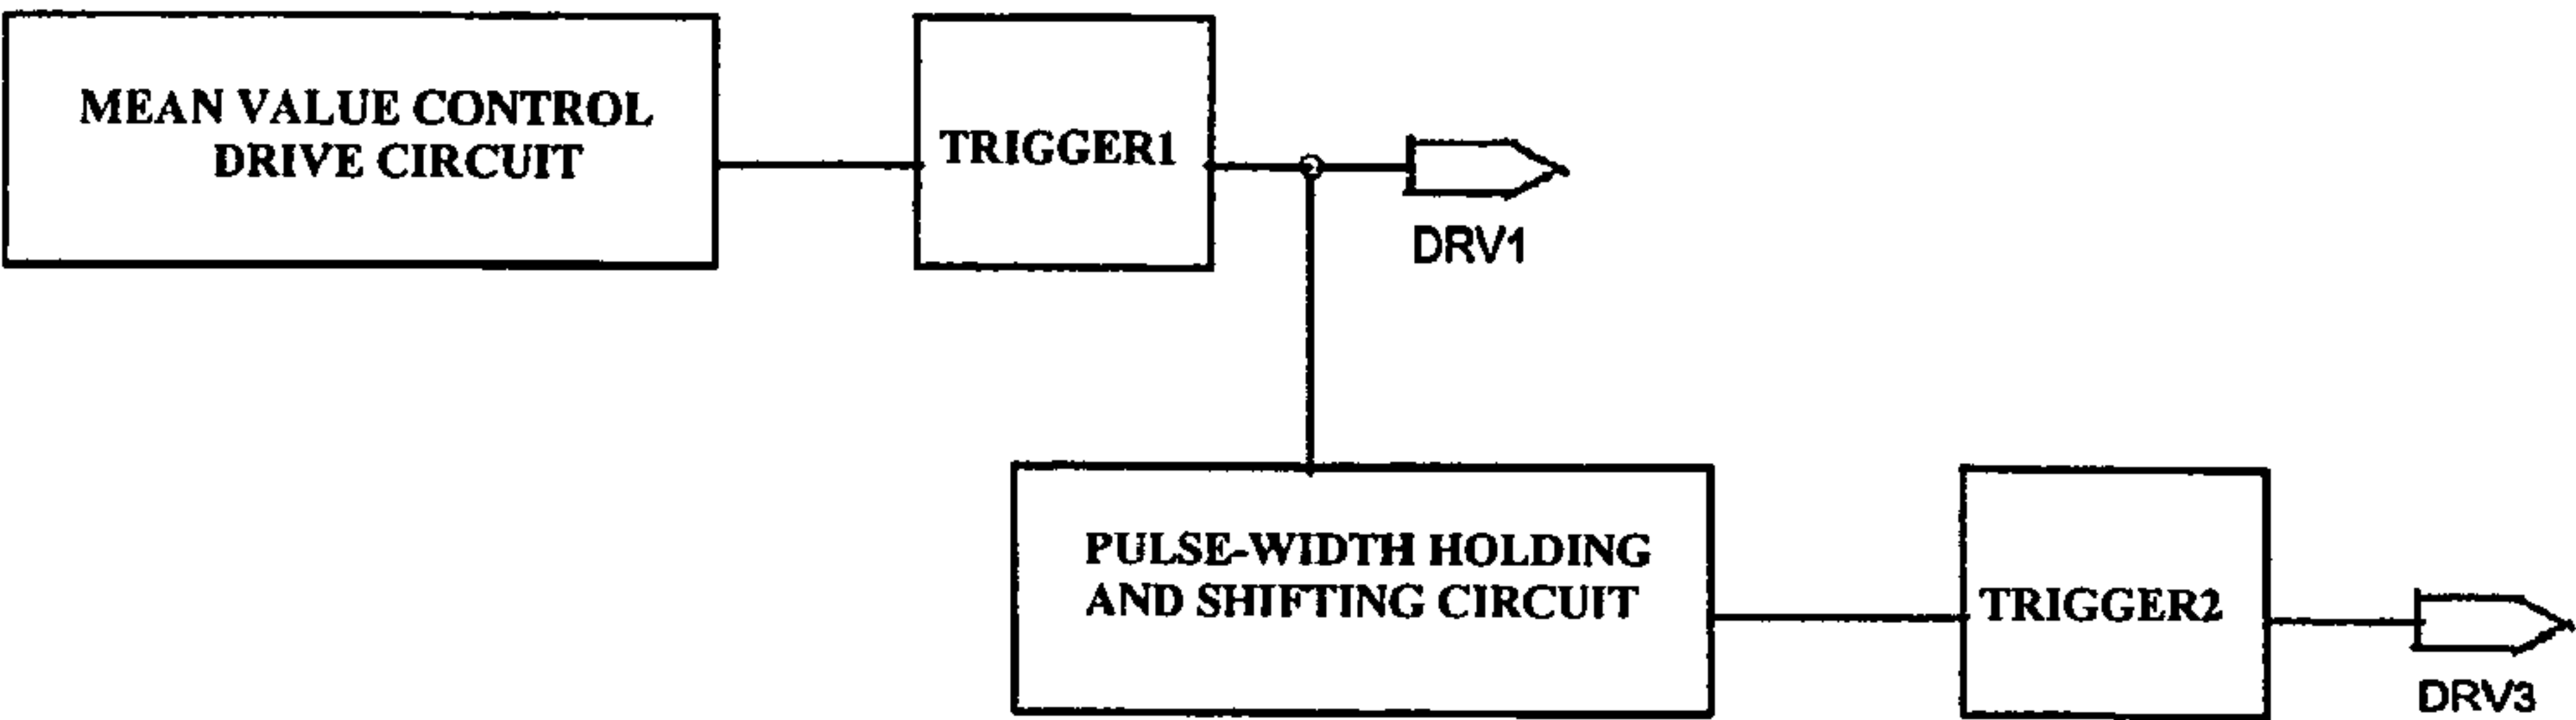 MEAN VALUE CONTROL
DRIVE CIRCUIT
TRIGGER1
DRV1
PULSE-WIDTH HOLDING
AND SHIFTING CIRCUIT
TRIGGER2
DRV3